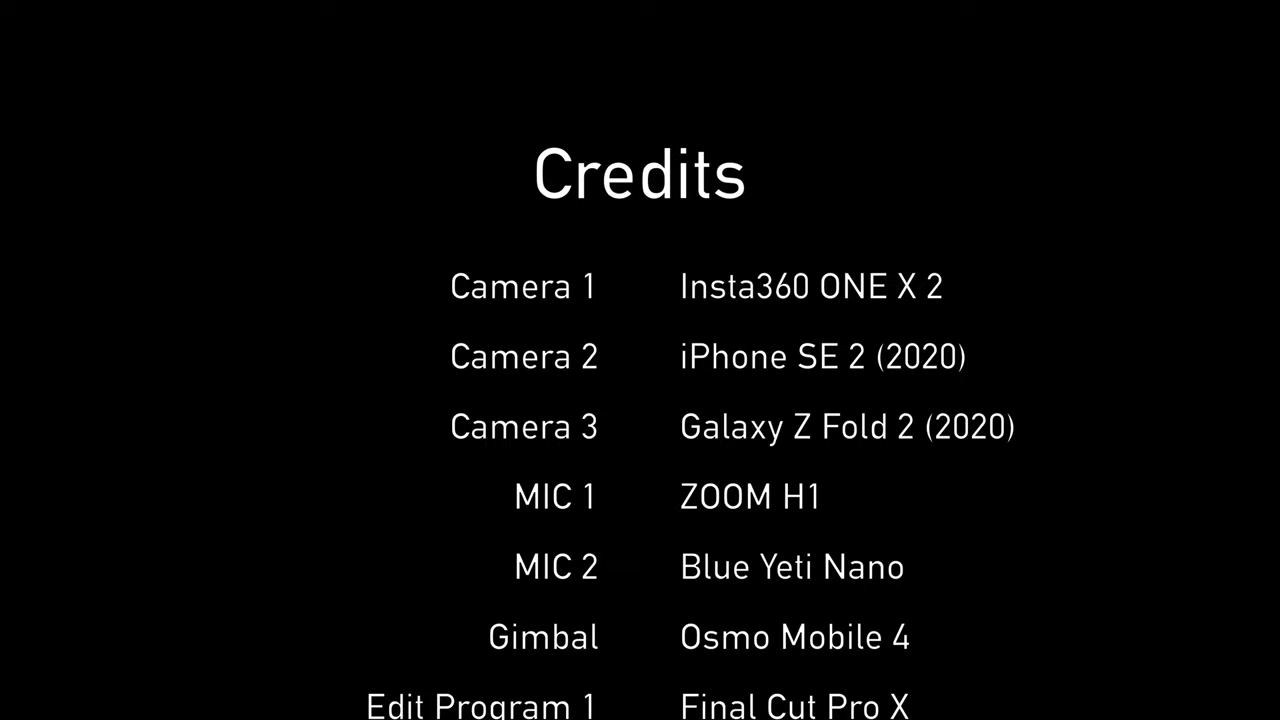 Credits
Camera 1 Insta360 ONE X 2
Camera 2 iPhone SE 2 (2020)
Camera 3 Galaxy Z Fold 2 (2020)
MIC 1 ZOOM H1
MIC 2 Blue Yeti Nano
Gimbal Osmo Mobile 4
Edit Program 1 Final Cut Pro X